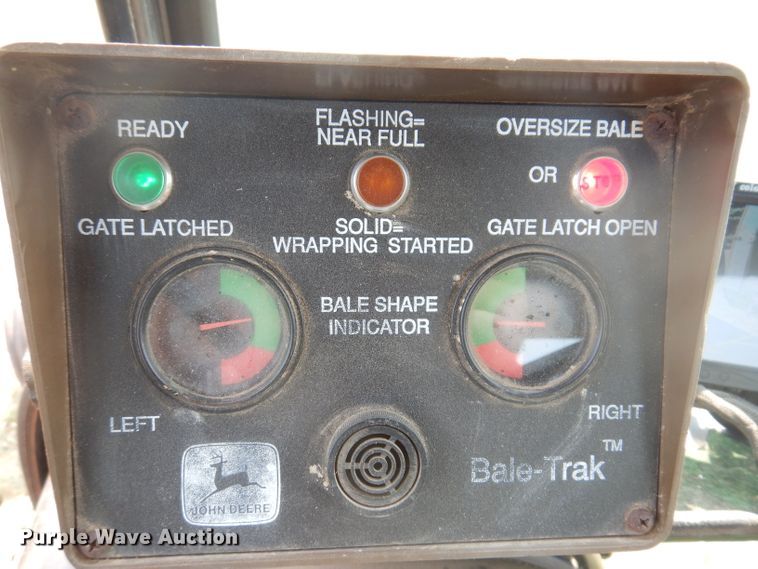 READY
FLASHING=
NEAR FULL
OVERSIZE BALE
OR
STOP
GATE LATCHED
SOLID=
WRAPPING STARTED
GATE LATCH OPEN
BALE SHAPE
INDICATOR
LEFT
RIGHT
JOHN DEERE
Bale-Trak™
Purple Wave Auction